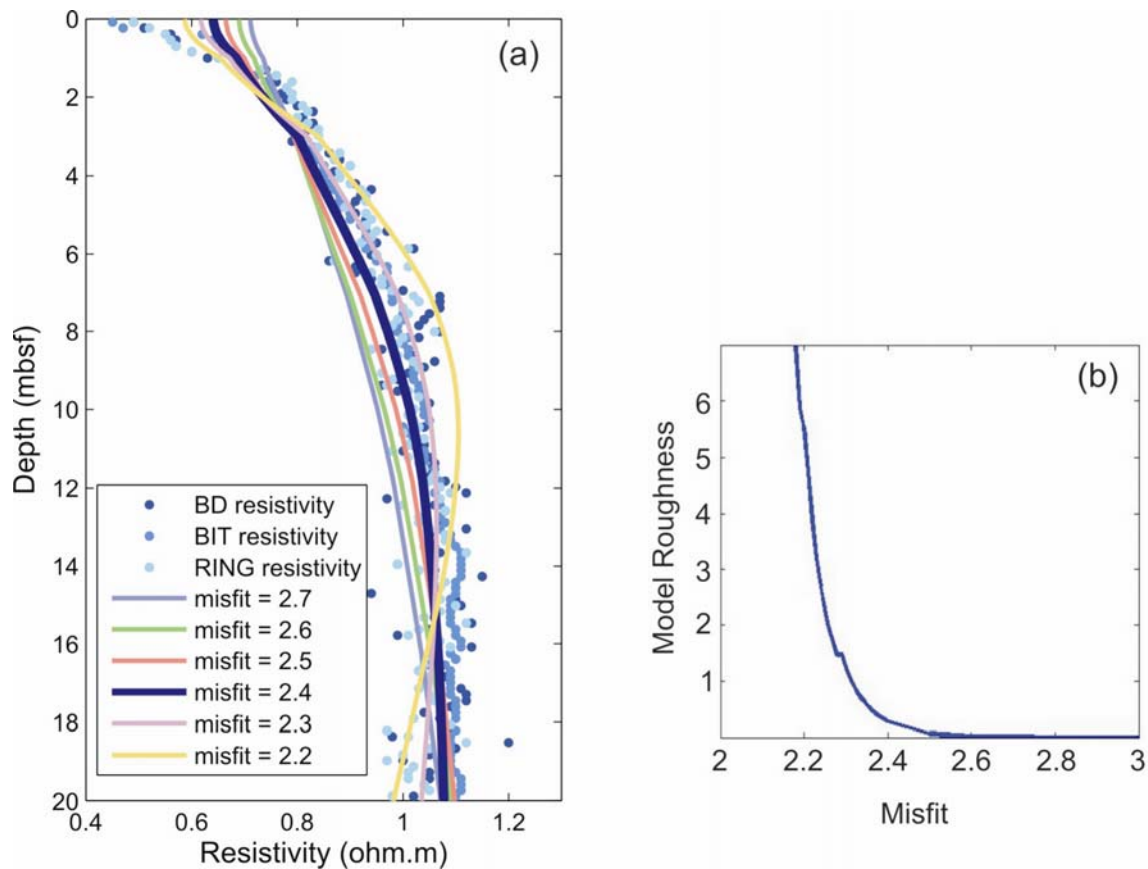 (a)
0
2
4
6
8
10
12
14
16
18
20
Depth (mbsf)
BD resistivity
BIT resistivity
RING resistivity
misfit = 2.7
misfit = 2.6
misfit = 2.5
misfit = 2.4
misfit = 2.3
misfit = 2.2
0.4 0.6 0.8 1 1.2
Resistivity (ohm.m)
(b)
6
5
4
3
2
1
Model Roughness
2 2.2 2.4 2.6 2.8 3
Misfit